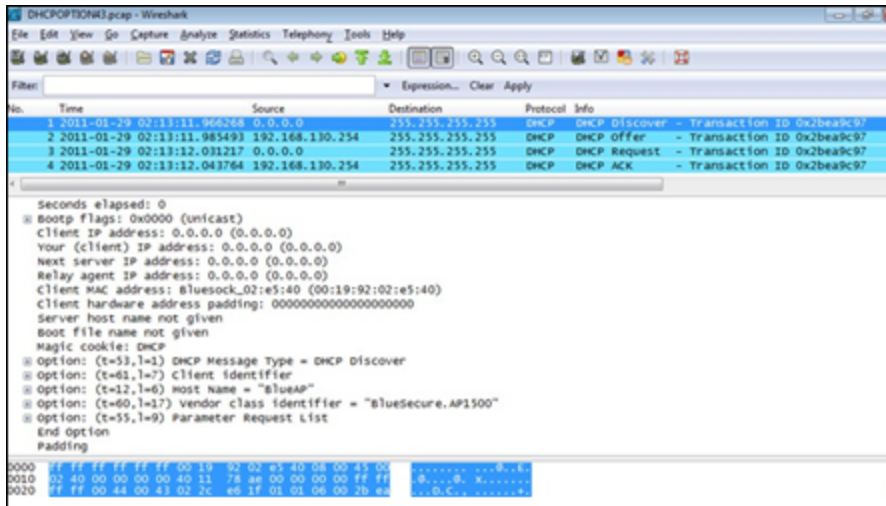 DHCPOPTION43.pcap - Wireshark
File Edit View Go Capture Analyze Statistics Telephony Tools Help
Filter: Expression... Clear Apply
No. Time Source Destination Protocol Info
1 2011-01-29 02:13:11.966268 0.0.0.0 255.255.255.255 DHCP DHCP Discover - Transaction ID 0x2bea9c97
2 2011-01-29 02:13:11.985493 192.168.130.254 255.255.255.255 DHCP DHCP Offer - Transaction ID 0x2bea9c97
3 2011-01-29 02:13:12.031217 0.0.0.0 255.255.255.255 DHCP DHCP Request - Transaction ID 0x2bea9c97
4 2011-01-29 02:13:12.043764 192.168.130.254 255.255.255.255 DHCP DHCP ACK - Transaction ID 0x2bea9c97
Seconds elapsed: 0
Bootp flags: 0x0000 (Unicast)
Client IP address: 0.0.0.0 (0.0.0.0)
Your (client) IP address: 0.0.0.0 (0.0.0.0)
Next server IP address: 0.0.0.0 (0.0.0.0)
Relay agent IP address: 0.0.0.0 (0.0.0.0)
Client MAC address: Bluesock_02:e5:40 (00:19:92:02:e5:40)
Client hardware address padding: 00000000000000000000
Server host name not given
Boot file name not given
Magic cookie: DHCP
Option: (t=53,l=1) DHCP Message Type = DHCP Discover
Option: (t=61,l=7) Client identifier
Option: (t=12,l=6) Host Name = "BlueAP"
Option: (t=60,l=17) Vendor class identifier = "BlueSecure.AP1500"
Option: (t=55,l=9) Parameter Request List
End Option
Padding
0000 ff ff ff ff ff ff 00 19 92 02 e5 40 08 00 45 00 ........ ...@..E.
0010 02 40 00 00 00 00 40 11 78 ae 00 00 00 00 ff ff .@....@. x.......
0020 ff ff 00 44 00 43 02 2c e6 1f 01 01 06 00 2b ea ...D.C., ......+.